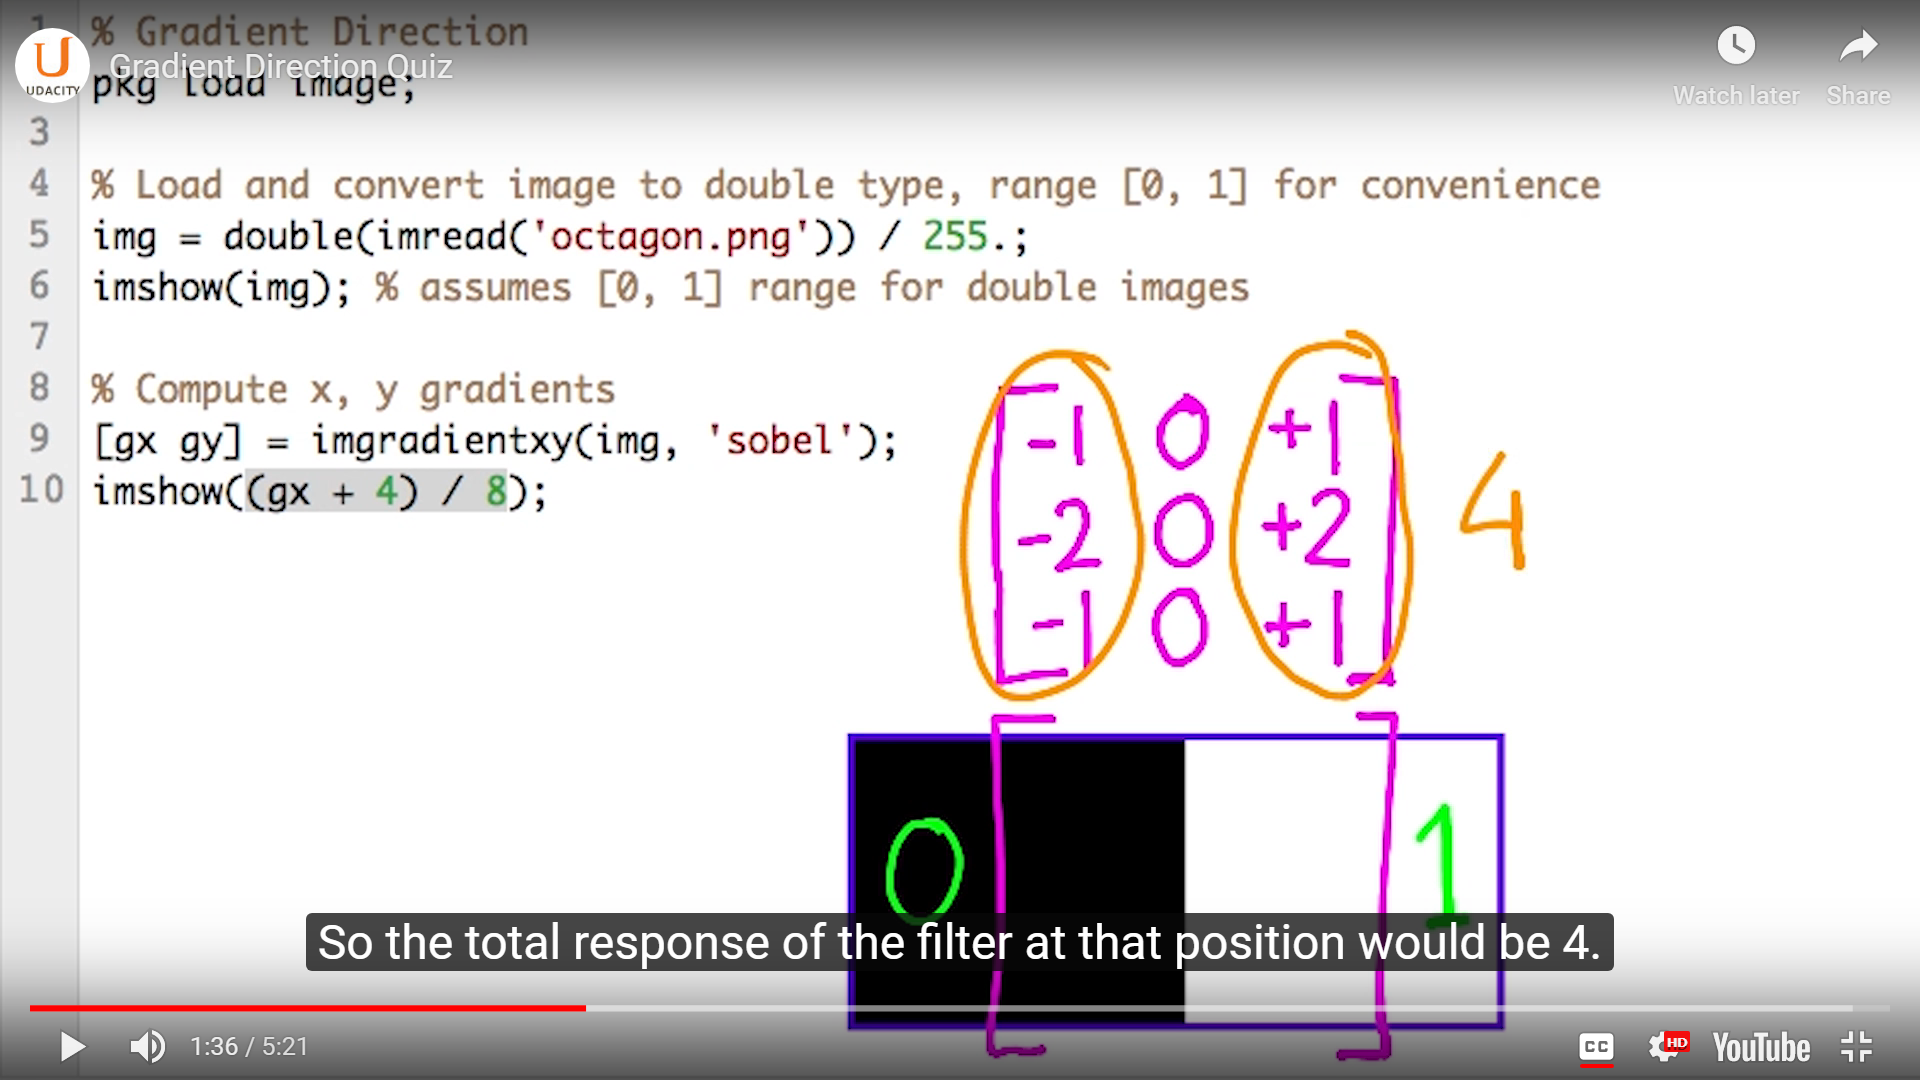 1 % Gradient Direction
Gradient Direction Quiz
UDACITY
pkg load image;
Watch later
Share
3
4 % Load and convert image to double type, range [0, 1] for convenience
5 img = double(imread('octagon.png')) / 255.;
6 imshow(img); % assumes [0, 1] range for double images
7
8 % Compute x, y gradients
9 [gx gy] = imgradientxy(img, 'sobel');
10 imshow((gx + 4) / 8);
-1 0 +1
-2 0 +2
-1 0 +1
4
0
1
So the total response of the filter at that position would be 4.
1:36 / 5:21
CC
HD
YouTube